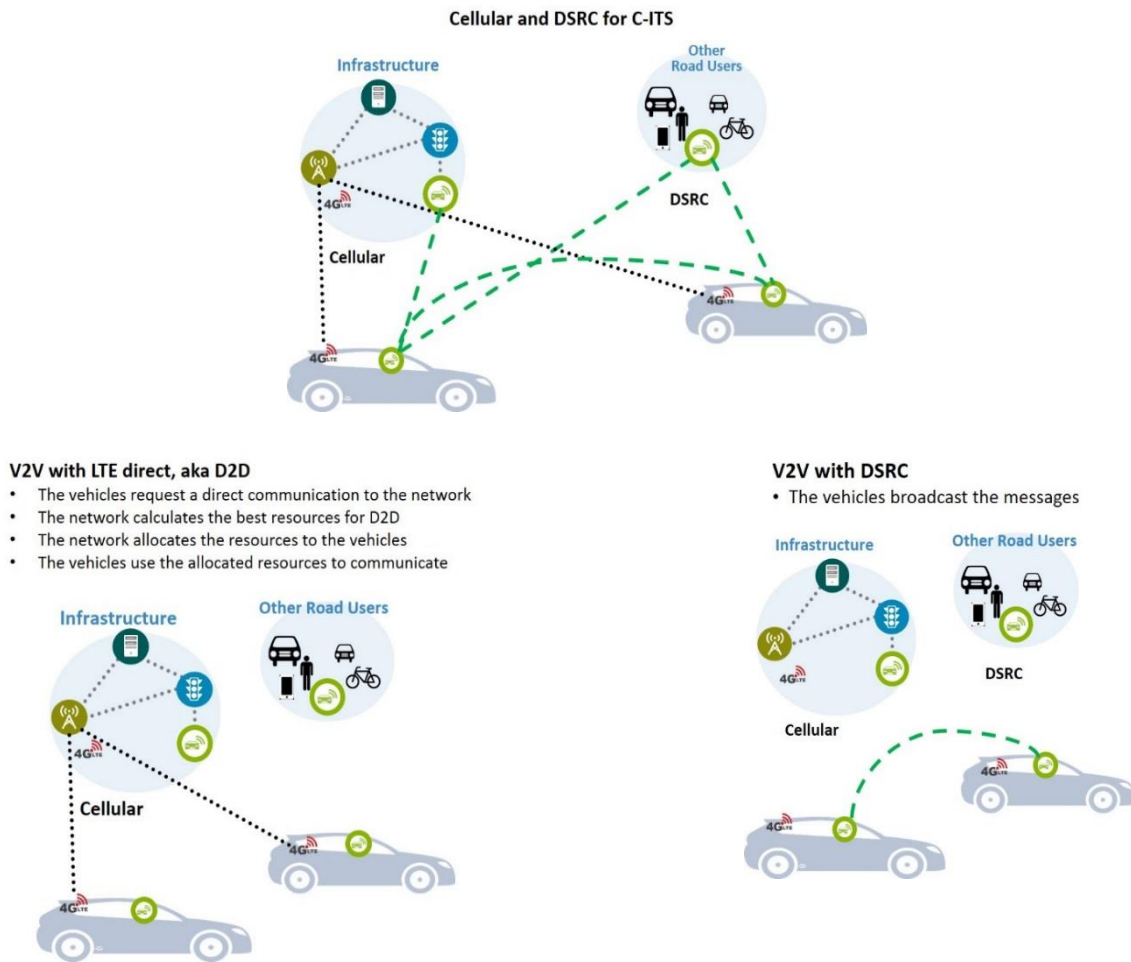 Cellular and DSRC for C-ITS
Infrastructure
Other
Road Users
4G LTE
DSRC
Cellular
4G LTE
4G LTE
V2V with LTE direct, aka D2D
• The vehicles request a direct communication to the network
• The network calculates the best resources for D2D
• The network allocates the resources to the vehicles
• The vehicles use the allocated resources to communicate
Infrastructure
Other Road Users
4G LTE
Cellular
4G LTE
4G LTE
V2V with DSRC
• The vehicles broadcast the messages
Infrastructure
Other Road Users
4G LTE
DSRC
Cellular
4G LTE
4G LTE